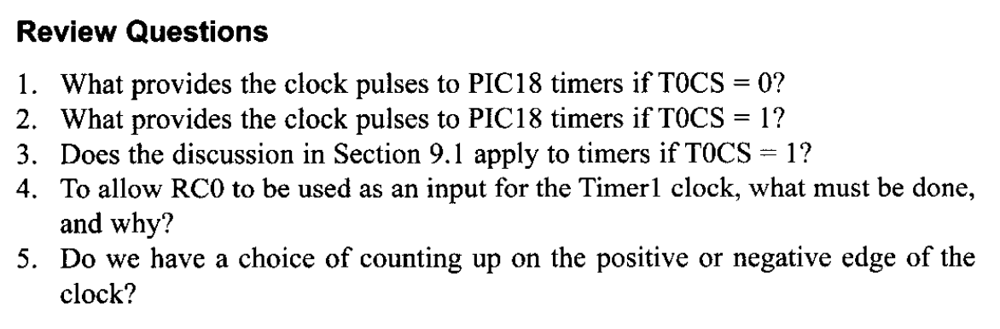 Review Questions
1. What provides the clock pulses to PIC18 timers if T0CS = 0?
2. What provides the clock pulses to PIC18 timers if T0CS = 1?
3. Does the discussion in Section 9.1 apply to timers if T0CS = 1?
4. To allow RC0 to be used as an input for the Timer1 clock, what must be done,
and why?
5. Do we have a choice of counting up on the positive or negative edge of the
clock?